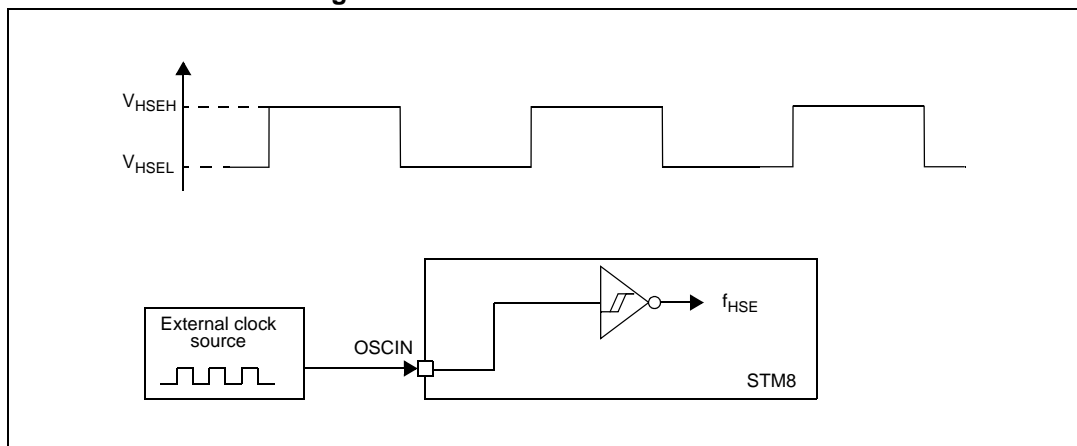 V_HSEH
V_HSEL
f_HSE
External clock
source
OSCIN
STM8